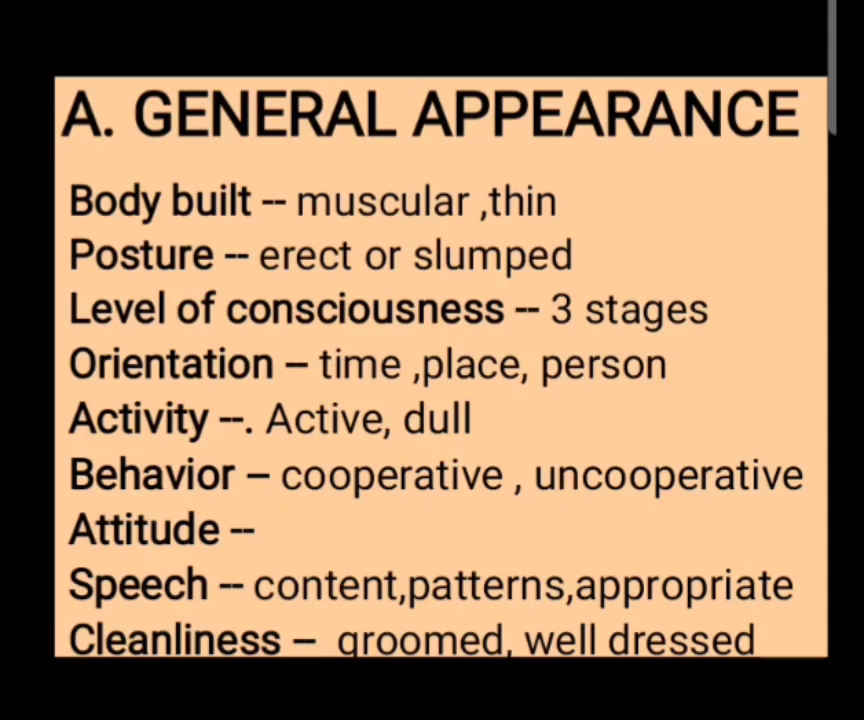 A. GENERAL APPEARANCE
Body built -- muscular ,thin
Posture -- erect or slumped
Level of consciousness -- 3 stages
Orientation – time ,place, person
Activity --. Active, dull
Behavior – cooperative , uncooperative
Attitude --
Speech -- content,patterns,appropriate
Cleanliness – groomed, well dressed